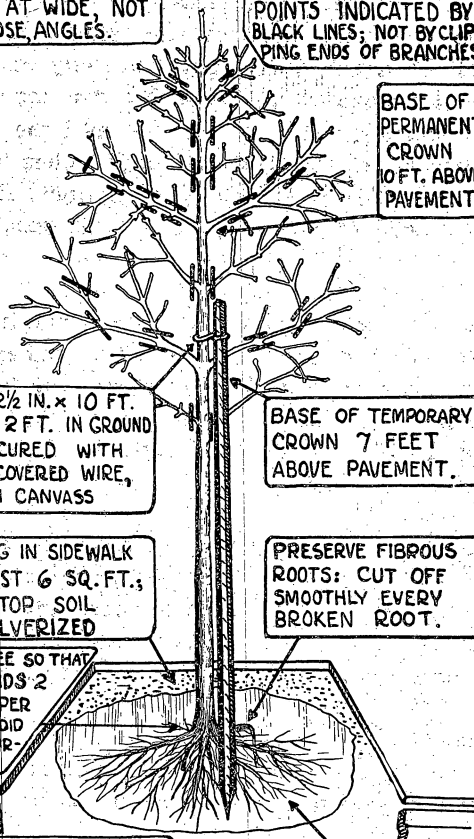 AT WIDE, NOT
OSE, ANGLES.
POINTS INDICATED BY
BLACK LINES; NOT BY CLIP
PING ENDS OF BRANCHES
BASE OF
PERMANENT
CROWN
10 FT. ABOVE
PAVEMENT
2½ IN. × 10 FT.
2 FT. IN GROUND
CURED WITH
COVERED WIRE,
CANVASS
BASE OF TEMPORARY
CROWN 7 FEET
ABOVE PAVEMENT.
G IN SIDEWALK
ST 6 SQ. FT.;
TOP SOIL
LVERIZED
PRESERVE FIBROUS
ROOTS: CUT OFF
SMOOTHLY EVERY
BROKEN ROOT.
EE SO THAT
DS 2
PER
DID
R-